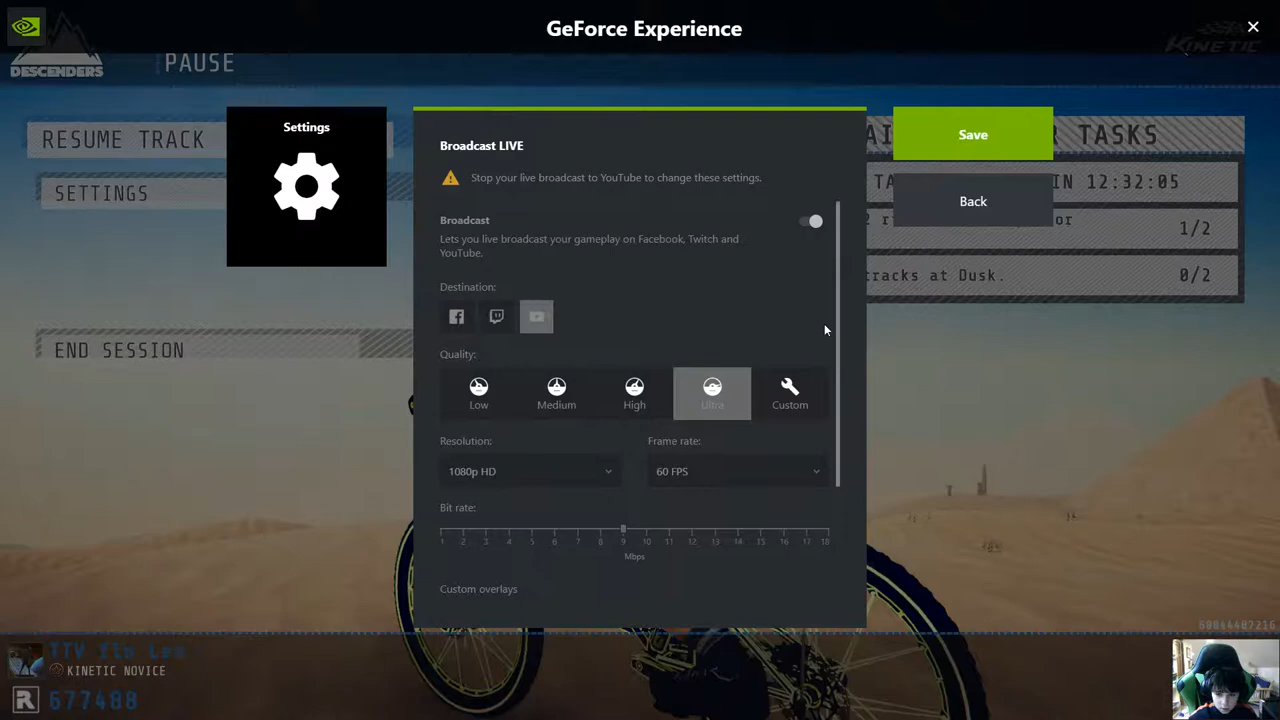 GeForce Experience
KINETIC
DESCENDERS
PAUSE
RESUME TRACK
SETTINGS
END SESSION
Settings
Broadcast LIVE
Stop your live broadcast to YouTube to change these settings.
Broadcast
Lets you live broadcast your gameplay on Facebook, Twitch and
YouTube.
Destination:
Quality:
Low
Medium
High
Ultra
Custom
Resolution:
Frame rate:
1080p HD
60 FPS
Bit rate:
1 2 3 4 5 6 7 8 9 10 11 12 13 14 15 16 17 18
Mbps
Custom overlays
Save
Back
TASKS
IN 12:32:05
1/2
tracks at Dusk.
0/2
TTV
KINETIC NOVICE
R 677488